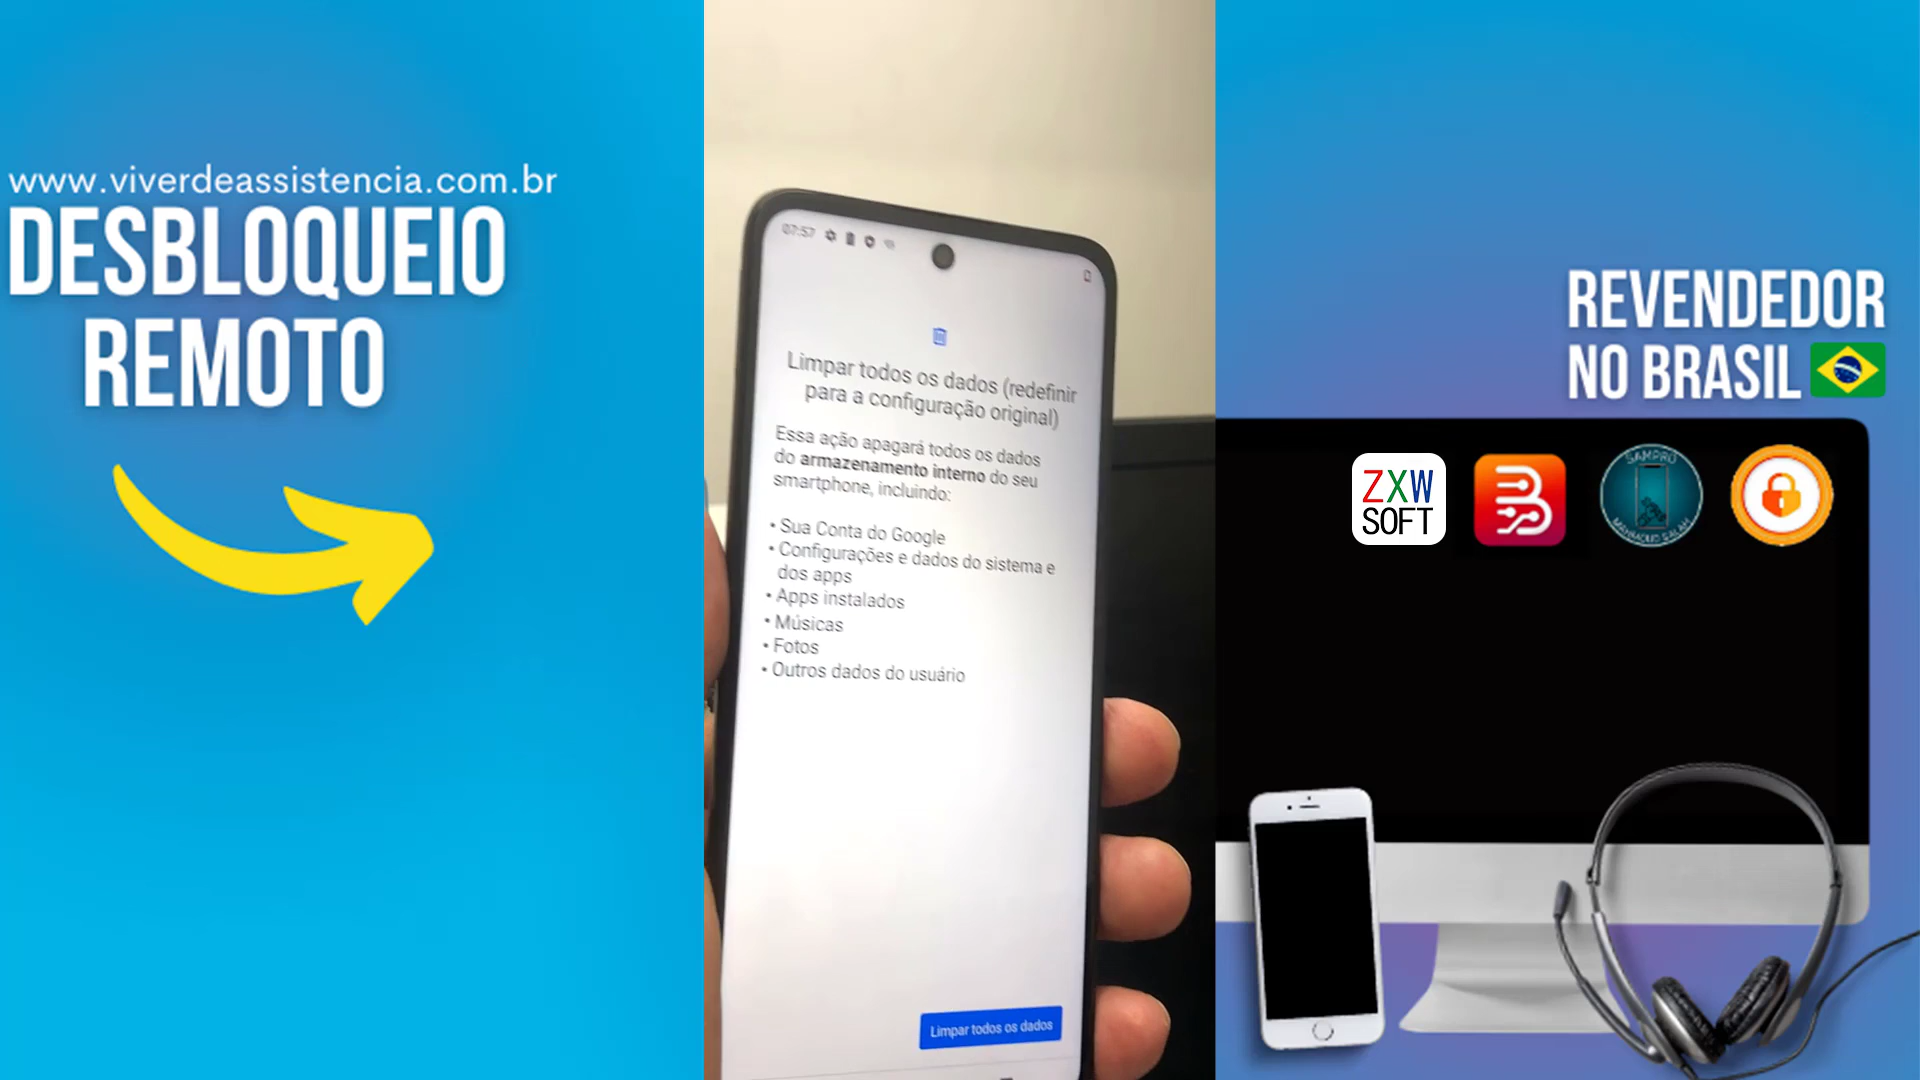 www.viverdeassistencia.com.br
DESBLOQUEIO
REMOTO
07:57
Limpar todos os dados (redefinir
para a configuração original)
Essa ação apagará todos os dados
do armazenamento interno do seu
smartphone, incluindo:
• Sua Conta do Google
• Configurações e dados do sistema e
dos apps
• Apps instalados
• Músicas
• Fotos
• Outros dados do usuário
Limpar todos os dados
REVENDEDOR
NO BRASIL
ZXW
SOFT
SAMPRO
MAHMOUD SALAH